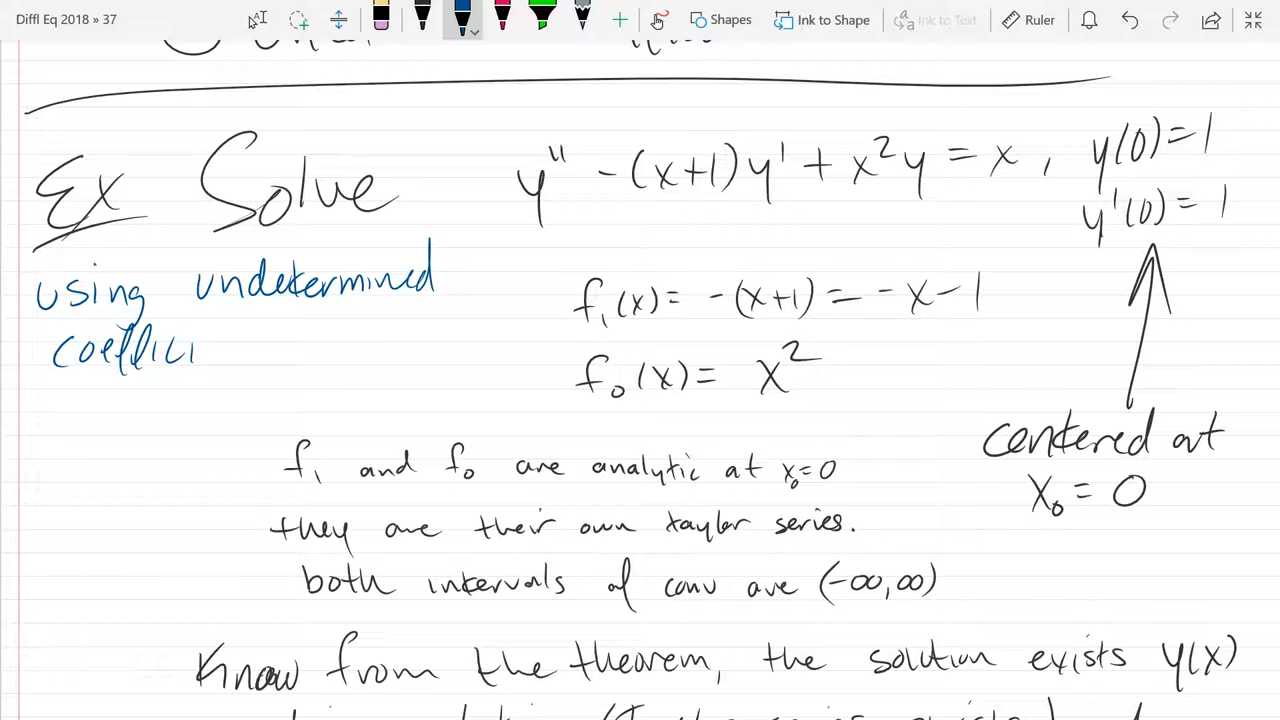 Diffl Eq 2018 » 37
Shapes
Ink to Shape
Ink to Text
Ruler
Ex Solve y'' -(x+1)y' + x²y = x, y(0)=1
y'(0)=1
using undetermined
coeffici
f₁(x)= -(x+1) = -x-1
f₀(x)= x²
centered at
x₀ = 0
f₁ and f₀ are analytic at x₀=0
they are their own taylor series.
both intervals of conv are (-∞,∞)
Know from the theorem, the solution exists y(x)